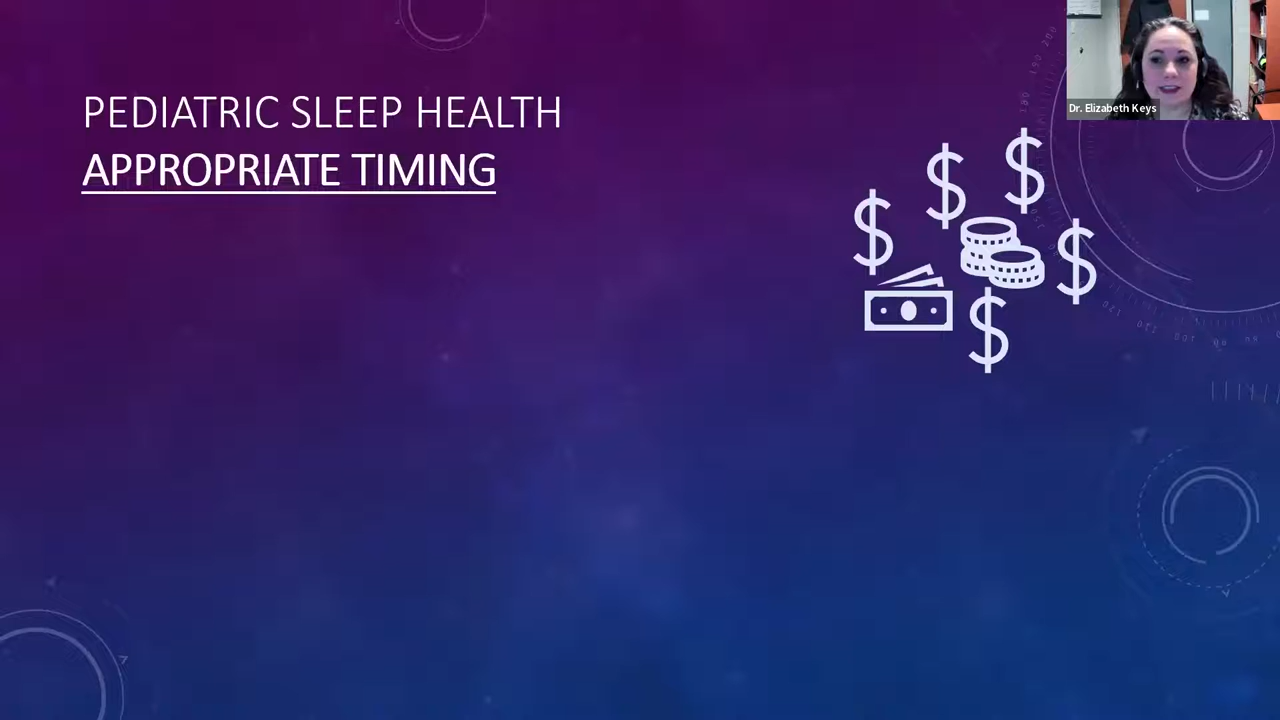 PEDIATRIC SLEEP HEALTH
APPROPRIATE TIMING
Dr. Elizabeth Keys